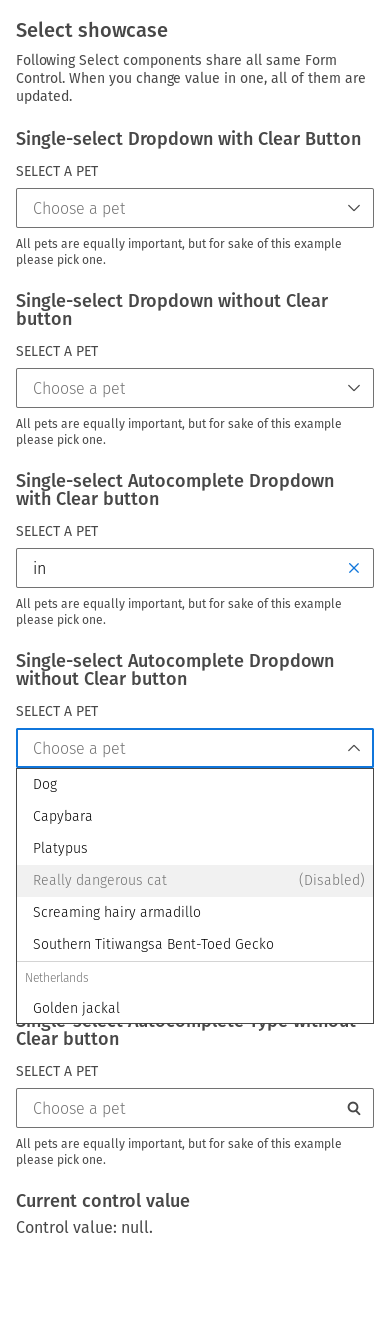 Select showcase
Following Select components share all same Form
Control. When you change value in one, all of them are
updated.
Single-select Dropdown with Clear Button
SELECT A PET
Choose a pet
All pets are equally important, but for sake of this example
please pick one.
Single-select Dropdown without Clear
button
SELECT A PET
Choose a pet
All pets are equally important, but for sake of this example
please pick one.
Single-select Autocomplete Dropdown
with Clear button
SELECT A PET
in
All pets are equally important, but for sake of this example
please pick one.
Single-select Autocomplete Dropdown
without Clear button
SELECT A PET
Choose a pet
Dog
Capybara
Platypus
Really dangerous cat (Disabled)
Screaming hairy armadillo
Southern Titiwangsa Bent-Toed Gecko
Netherlands
Golden jackal
Single-select Autocomplete Type without
Clear button
SELECT A PET
Choose a pet
All pets are equally important, but for sake of this example
please pick one.
Current control value
Control value: null.